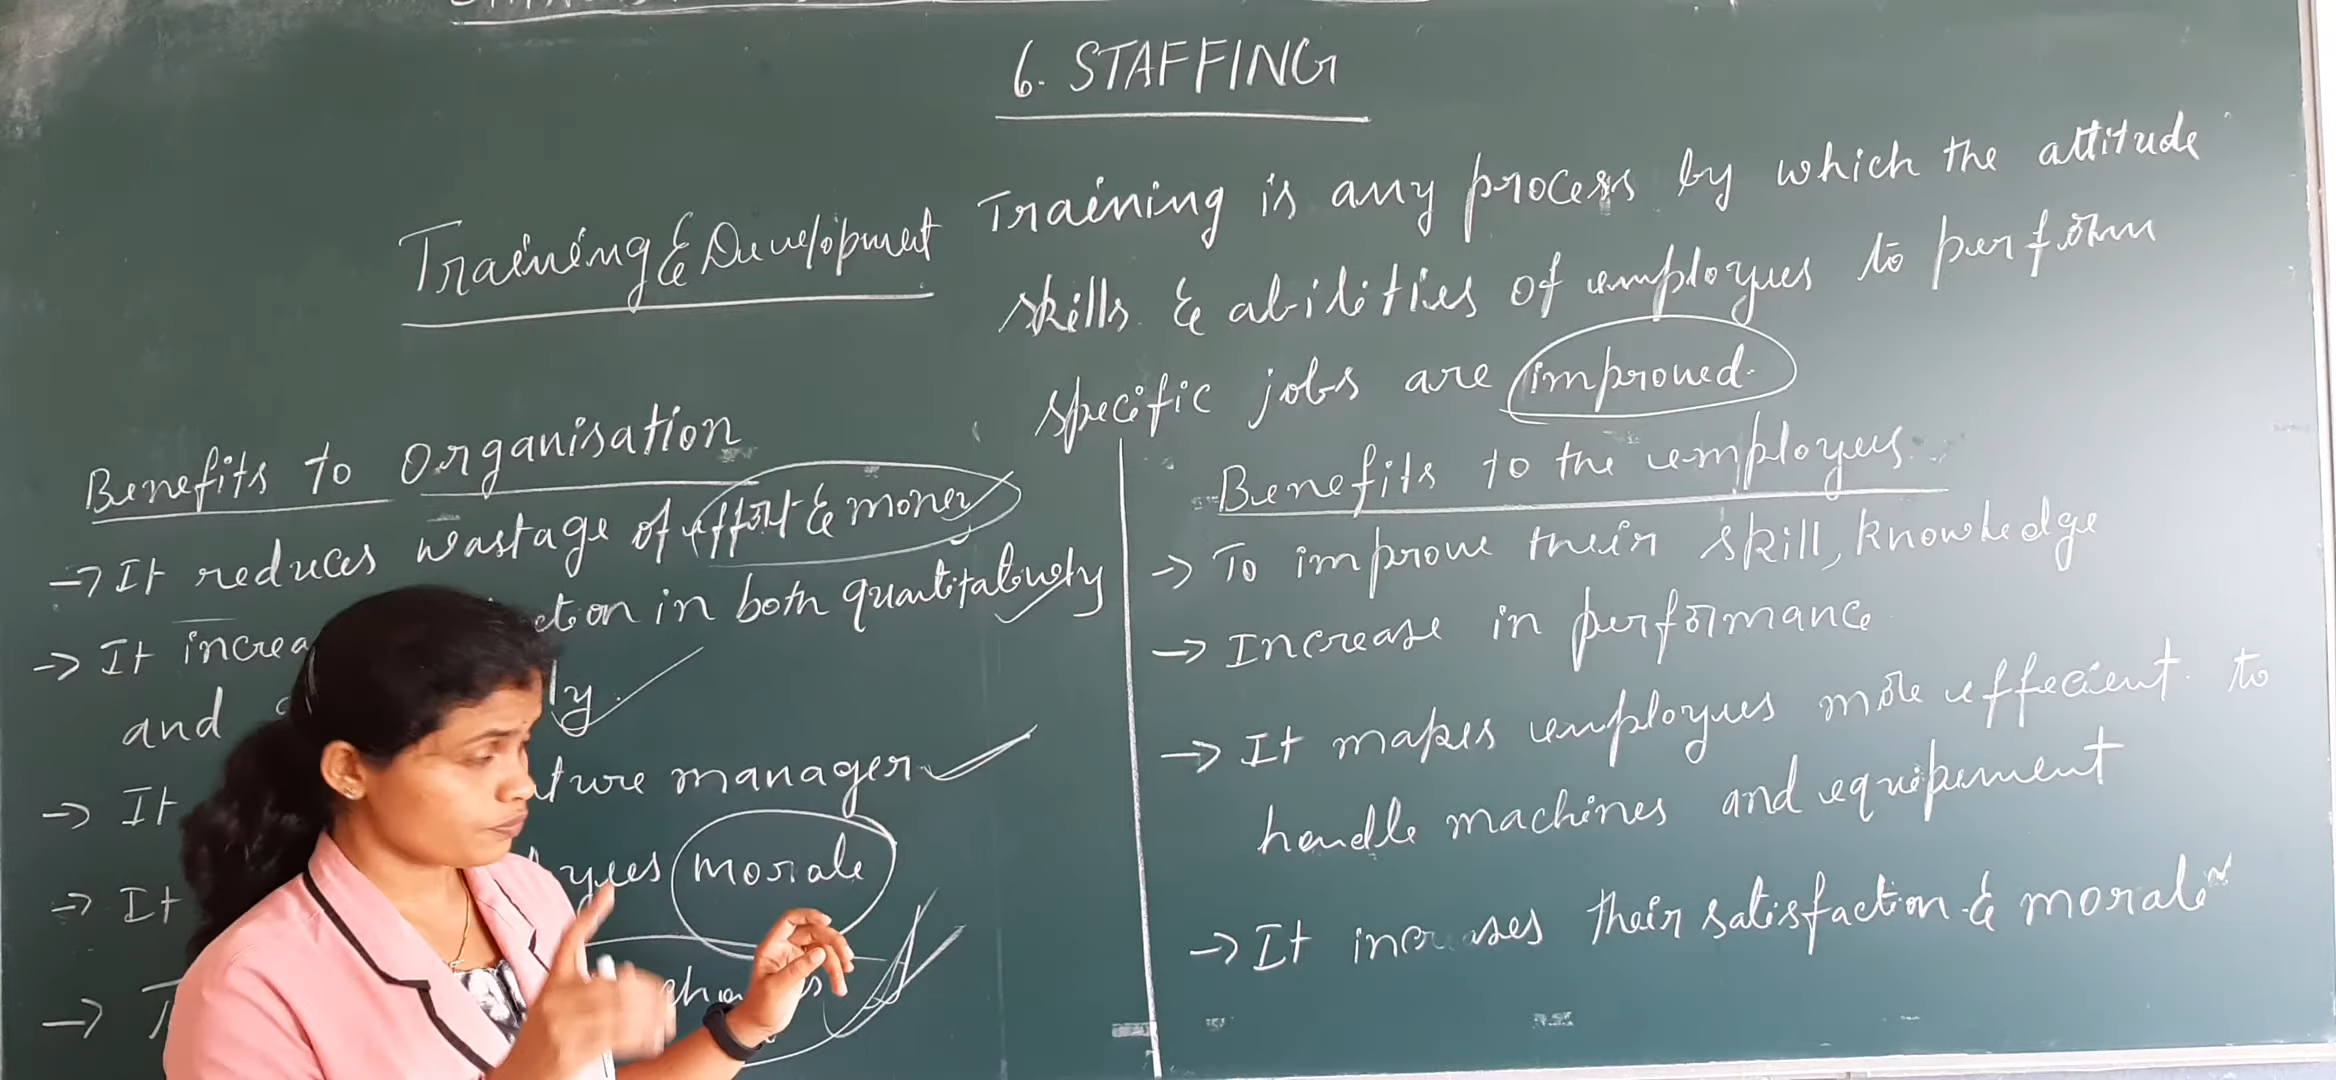 6. STAFFING
Training & Development
Training is any process by which the attitude
skills & abilities of employees to perform
specific jobs are improved.
Benefits to Organisation
→ It reduces wastage of effort & money
→ It increa ction in both quantitatively
and ly.
→ It ture manager
→ It yees morale
→ T
Benefits to the employees
→ To improve their skill, knowledge
→ Increase in performance
→ It makes employees more effecient to
handle machines and equipement
→ It increases their satisfaction & morale